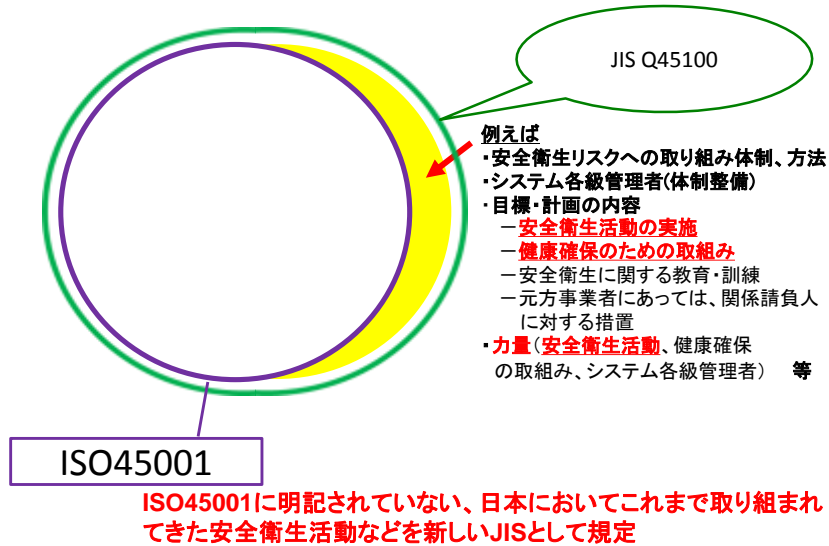 JIS Q45100
例えば
・安全衛生リスクへの取り組み体制、方法
・システム各級管理者(体制整備)
・目標・計画の内容
－安全衛生活動の実施
－健康確保のための取組み
－安全衛生に関する教育・訓練
－元方事業者にあっては、関係請負人
に対する措置
・力量（安全衛生活動、健康確保
の取組み、システム各級管理者）　等
ISO45001
ISO45001に明記されていない、日本においてこれまで取り組まれ
てきた安全衛生活動などを新しいJISとして規定